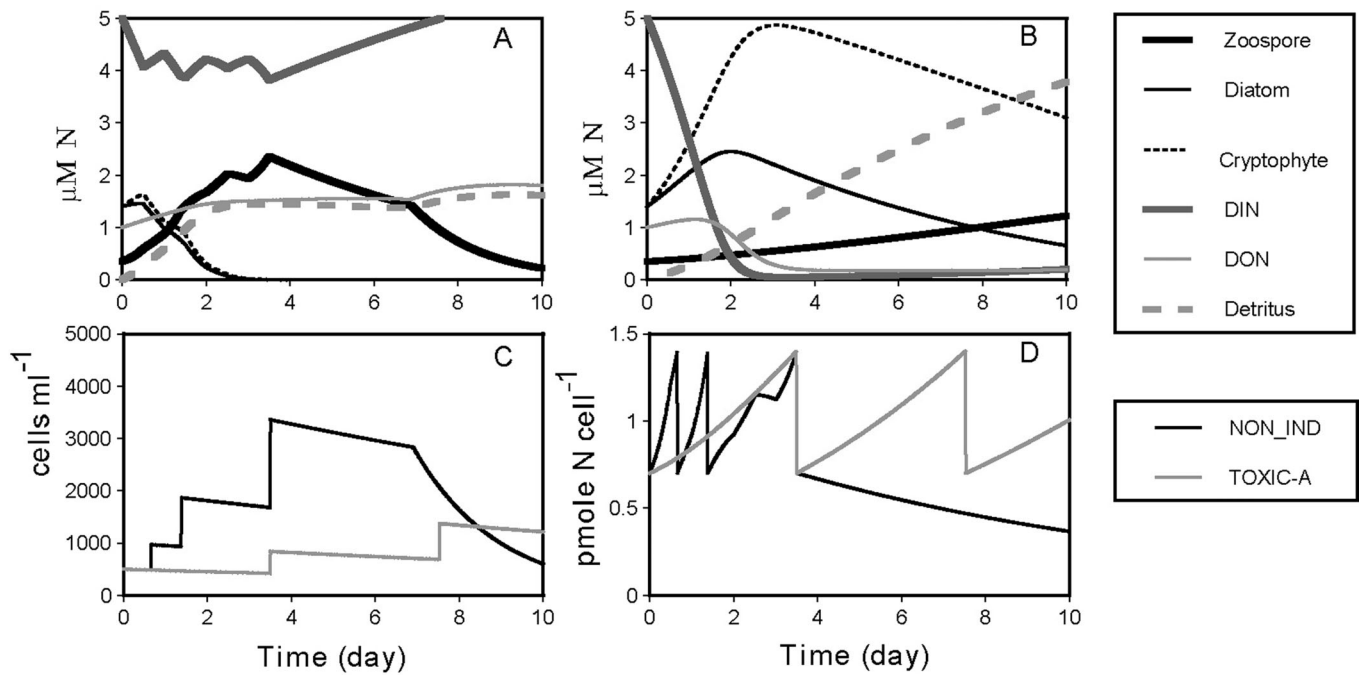 5
4
3
2
1
0
µM N
A
0 2 4 6 8 10
5
4
3
2
1
0
µM N
B
0 2 4 6 8 10
Zoospore
Diatom
Cryptophyte
DIN
DON
Detritus
5000
4000
3000
2000
1000
0
cells ml⁻¹
C
0 2 4 6 8 10
Time (day)
1.5
1
0.5
0
pmole N cell⁻¹
D
0 2 4 6 8 10
Time (day)
NON_IND
TOXIC-A